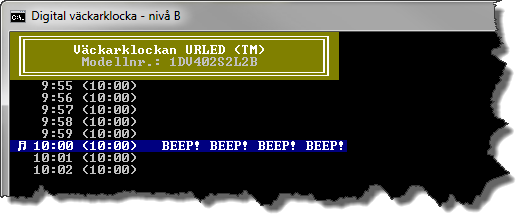 Digital väckarklocka - nivå B
Väckarklockan URLED (TM)
Modellnr.: 1DV402S2L2B
9:55 (10:00)
9:56 (10:00)
9:57 (10:00)
9:58 (10:00)
9:59 (10:00)
♫ 10:00 (10:00) BEEP! BEEP! BEEP! BEEP!
10:01 (10:00)
10:02 (10:00)